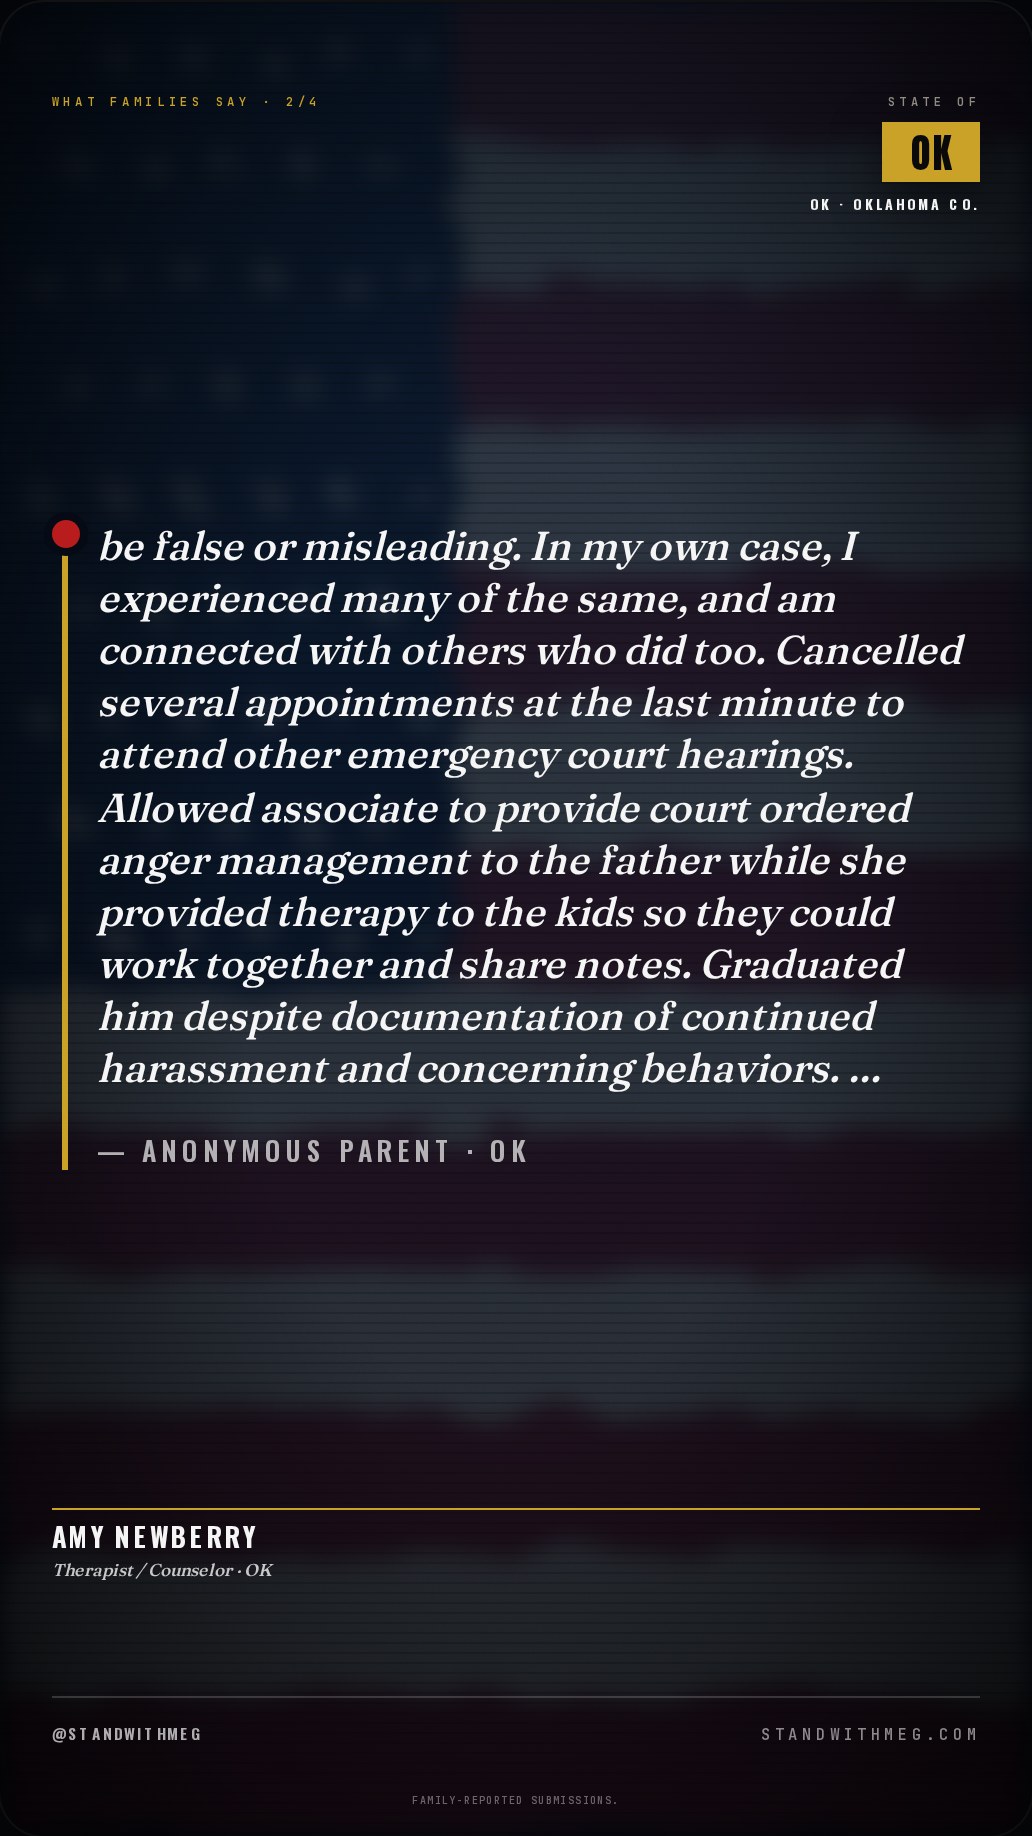 WHAT FAMILIES SAY · 2/4
STATE OF
OK
OK · OKLAHOMA CO.
be false or misleading. In my own case, I
experienced many of the same, and am
connected with others who did too. Cancelled
several appointments at the last minute to
attend other emergency court hearings.
Allowed associate to provide court ordered
anger management to the father while she
provided therapy to the kids so they could
work together and share notes. Graduated
him despite documentation of continued
harassment and concerning behaviors. ...
— ANONYMOUS PARENT · OK
AMY NEWBERRY
Therapist / Counselor · OK
@STANDWITHMEG
STANDWITHMEG.COM
FAMILY-REPORTED SUBMISSIONS.